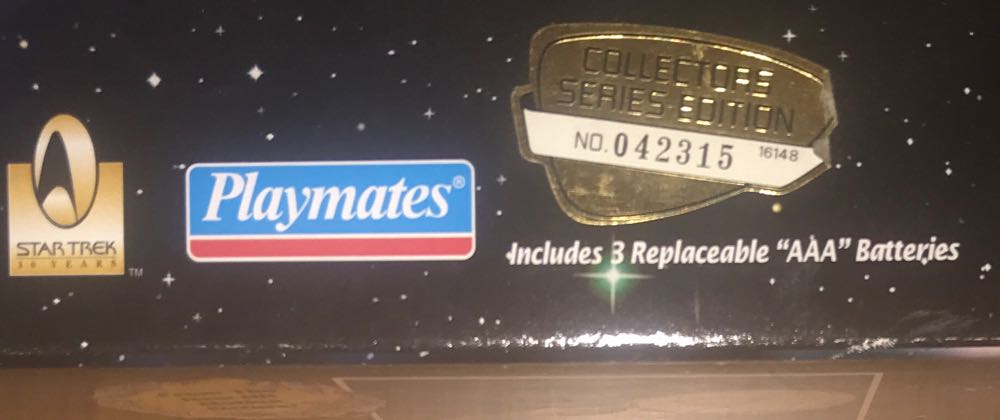 STAR TREK
30 YEARS
TM
Playmates®
COLLECTORS
SERIES EDITION
NO. 042315 16148
Includes 3 Replaceable “AAA” Batteries